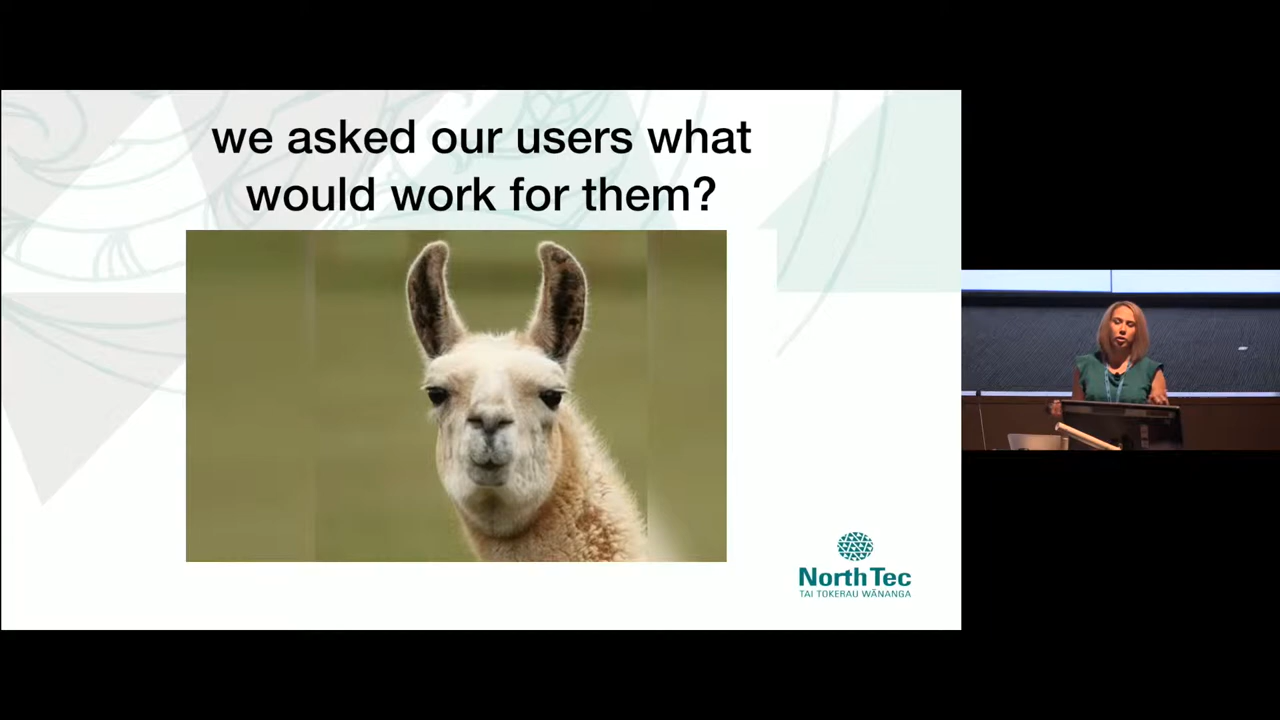 we asked our users what
would work for them?
NorthTec
TAI TOKERAU WĀNANGA